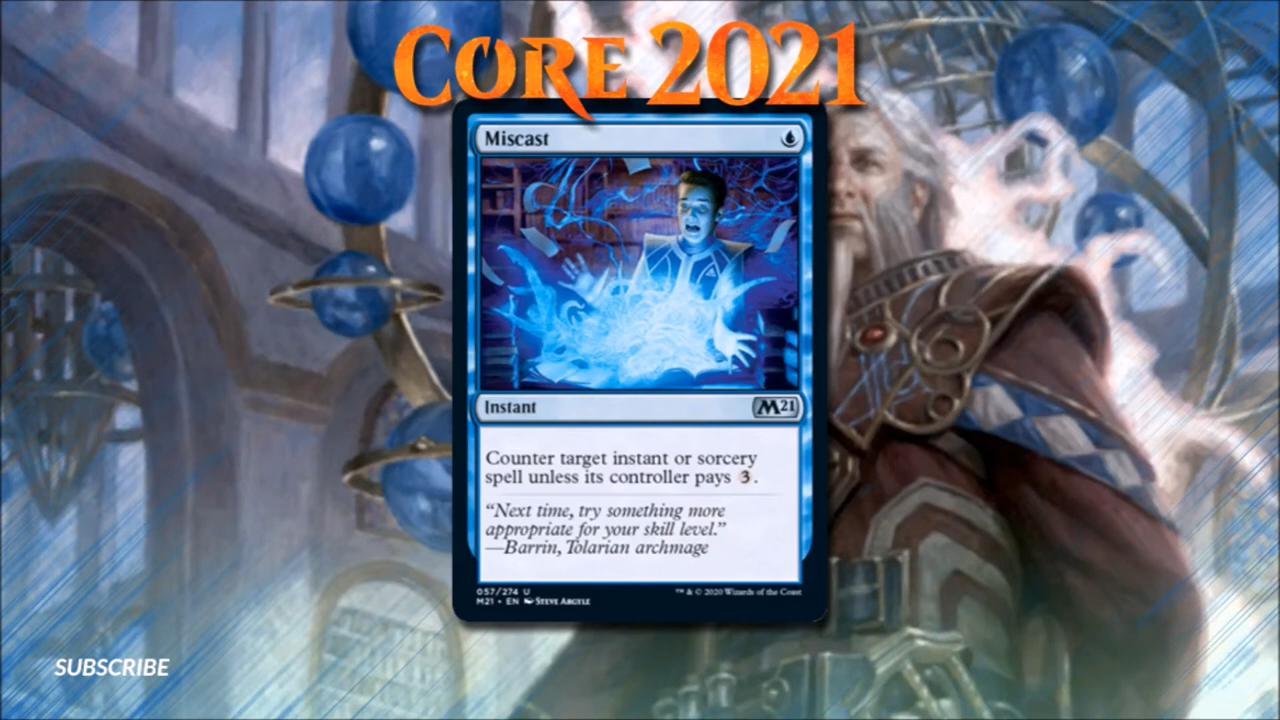 CORE 2021
Miscast
Instant
M21
Counter target instant or sorcery
spell unless its controller pays 3.
“Next time, try something more
appropriate for your skill level.”
—Barrin, Tolarian archmage
057/274 U
M21 • EN STEVE ARGYLE
™ & © 2020 Wizards of the Coast
SUBSCRIBE